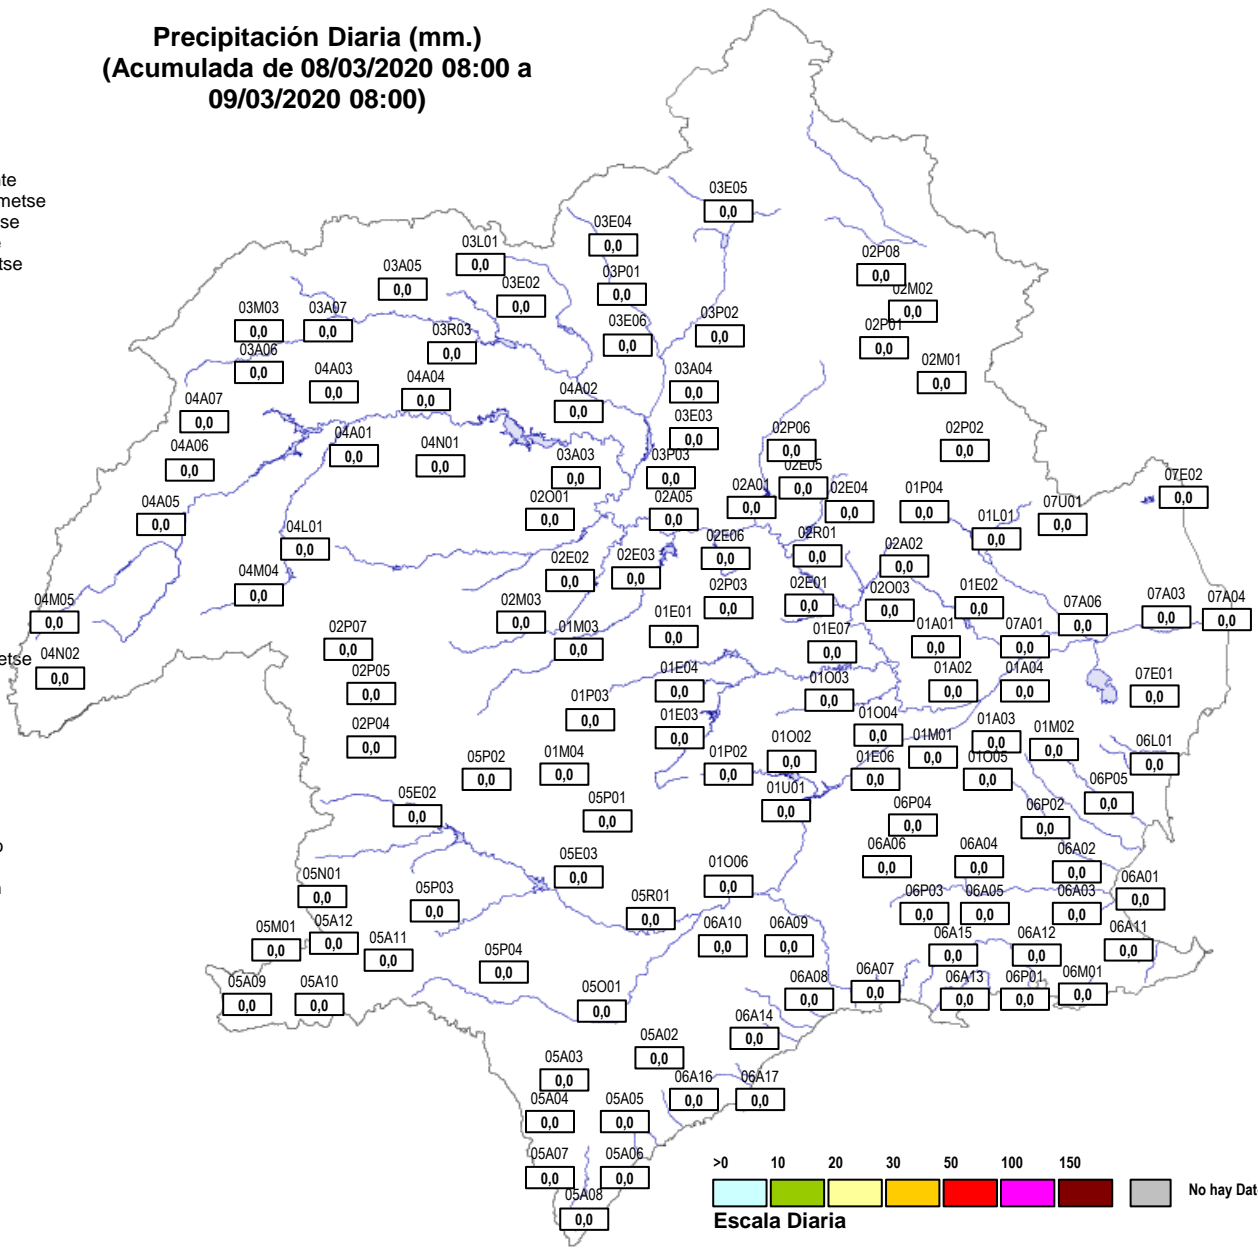 Precipitación Diaria (mm.)
(Acumulada de 08/03/2020 08:00 a
09/03/2020 08:00)
te
metse
se
tse
etse
03E05
0,0
03E04
0,0
03L01
0,0
02P08
0,0
03A05
0,0
03P01
0,0
03E02
0,0
02M02
0,0
03M03
0,0
03A07
0,0
03P02
0,0
03E06
0,0
03R03
0,0
02P01
0,0
03A06
0,0
02M01
0,0
04A03
0,0
04A04
0,0
03A04
0,0
04A02
0,0
04A07
0,0
03E03
0,0
04A01
0,0
02P06
0,0
02P02
0,0
04A06
0,0
04N01
0,0
03A03
0,0
03P03
0,0
02E05
0,0
07E02
0,0
04A05
0,0
02O01
0,0
02A05
0,0
02A01
0,0
02E04
0,0
01P04
0,0
07U01
0,0
01L01
0,0
04L01
0,0
02E06
0,0
02R01
0,0
02A02
0,0
02E02
0,0
02E03
0,0
04M04
0,0
02P03
0,0
02E01
0,0
02O03
0,0
01E02
0,0
07A03
0,0
07A04
0,0
04M05
0,0
02M03
0,0
01E01
0,0
07A06
0,0
02P07
0,0
01M03
0,0
01E07
0,0
01A01
0,0
07A01
0,0
04N02
0,0
02P05
0,0
01E04
0,0
01O03
0,0
01A02
0,0
01A04
0,0
07E01
0,0
01P03
0,0
02P04
0,0
01E03
0,0
01O04
0,0
01A03
0,0
01M02
0,0
05P02
0,0
01M04
0,0
01P02
0,0
01O02
0,0
01M01
0,0
01E06
0,0
01O05
0,0
06L01
0,0
05E02
0,0
05P01
0,0
01U01
0,0
06P04
0,0
06P02
0,0
06P05
0,0
05E03
0,0
01O06
0,0
06A06
0,0
06A04
0,0
06A02
0,0
05N01
0,0
05P03
0,0
05R01
0,0
06P03
0,0
06A05
0,0
06A03
0,0
06A01
0,0
05M01
0,0
05A12
0,0
05A11
0,0
06A10
0,0
06A09
0,0
06A15
0,0
06A12
0,0
06A11
0,0
05P04
0,0
05A09
0,0
05A10
0,0
05O01
0,0
06A08
0,0
06A07
0,0
06A13
0,0
06P01
0,0
06M01
0,0
05A02
0,0
06A14
0,0
05A03
0,0
06A16
0,0
06A17
0,0
05A04
0,0
05A05
0,0
05A07
0,0
05A06
0,0
05A08
0,0
>0 10 20 30 50 100 150
No hay Dat
Escala Diaria